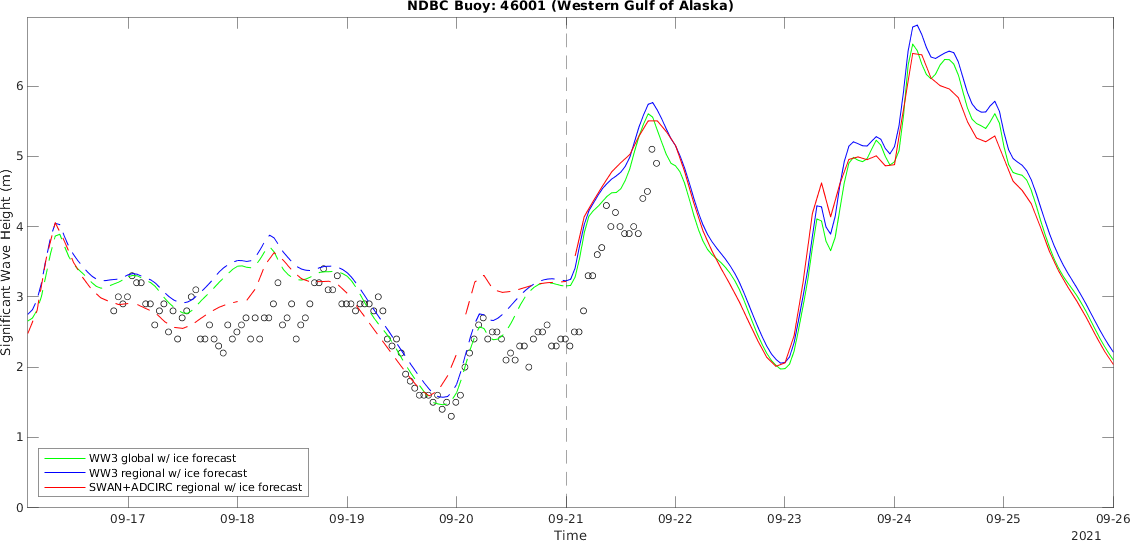 NDBC Buoy: 46001 (Western Gulf of Alaska)
Significant Wave Height (m)
6
5
4
3
2
1
0
WW3 global w/ ice forecast
WW3 regional w/ ice forecast
SWAN+ADCIRC regional w/ ice forecast
09-17 09-18 09-19 09-20 09-21 09-22 09-23 09-24 09-25 09-26
Time
2021